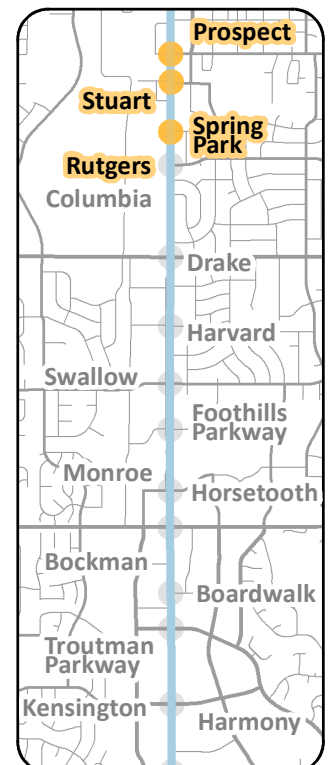 Prospect
Stuart
Spring
Park
Rutgers
Columbia
Drake
Harvard
Swallow
Foothills
Parkway
Monroe
Horsetooth
Bockman
Boardwalk
Troutman
Parkway
Kensington
Harmony